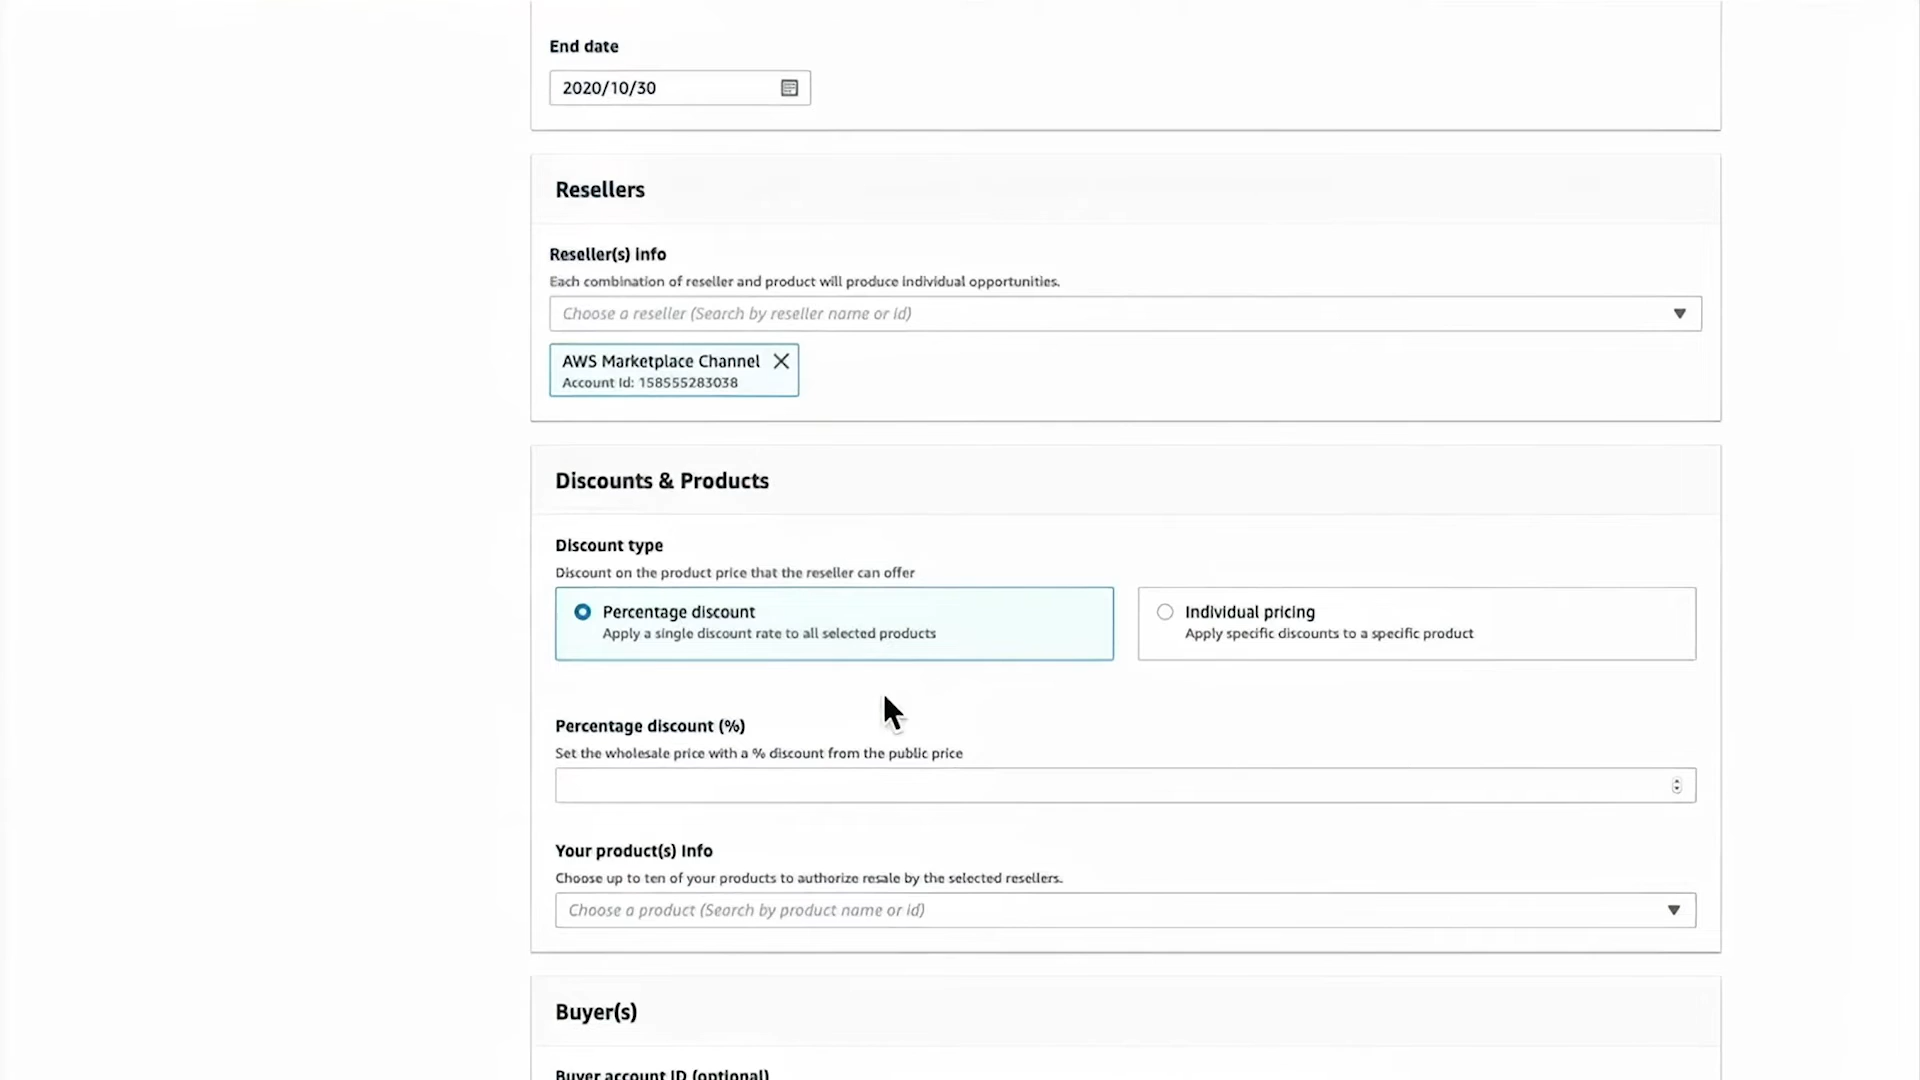 End date
2020/10/30
Resellers
Reseller(s) info
Each combination of reseller and product will produce individual opportunities.
Choose a reseller (Search by reseller name or id)
AWS Marketplace Channel
Account Id: 158555283038
Discounts & Products
Discount type
Discount on the product price that the reseller can offer
Percentage discount
Apply a single discount rate to all selected products
Individual pricing
Apply specific discounts to a specific product
Percentage discount (%)
Set the wholesale price with a % discount from the public price
Your product(s) info
Choose up to ten of your products to authorize resale by the selected resellers.
Choose a product (Search by product name or id)
Buyer(s)
Buyer account ID (optional)